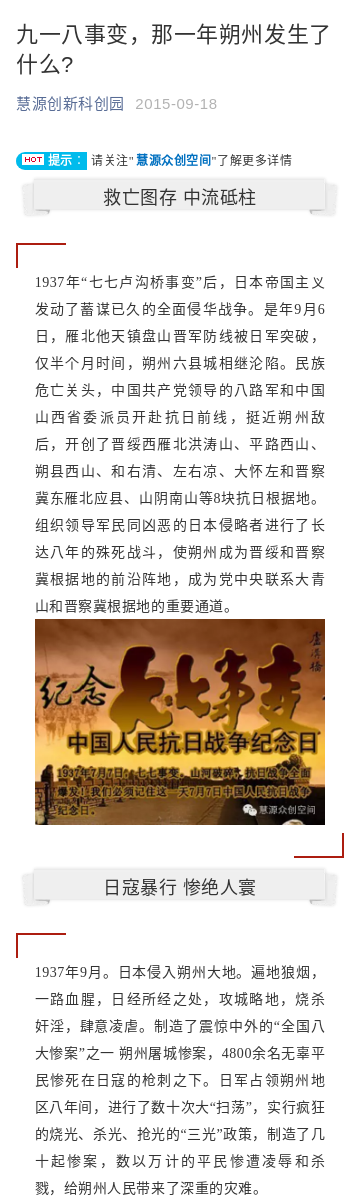 九一八事变，那一年朔州发生了
什么?
慧源创新科创园 2015-09-18
HOT 提示： 请关注"慧源众创空间"了解更多详情
救亡图存 中流砥柱
1937年“七七卢沟桥事变”后，日本帝国主义
发动了蓄谋已久的全面侵华战争。是年9月6
日，雁北他天镇盘山晋军防线被日军突破，
仅半个月时间，朔州六县城相继沦陷。民族
危亡关头，中国共产党领导的八路军和中国
山西省委派员开赴抗日前线，挺近朔州敌
后，开创了晋绥西雁北洪涛山、平路西山、
朔县西山、和右清、左右凉、大怀左和晋察
冀东雁北应县、山阴南山等8块抗日根据地。
组织领导军民同凶恶的日本侵略者进行了长
达八年的殊死战斗，使朔州成为晋绥和晋察
冀根据地的前沿阵地，成为党中央联系大青
山和晋察冀根据地的重要通道。
纪念 七·七事变
中国人民抗日战争纪念日
1937年7月7日，七七事变，山河破碎，抗日战争全面
爆发！我们必须记住这一天7月7日中国人民抗日战争
纪念日。
慧源众创空间
日寇暴行 惨绝人寰
1937年9月。日本侵入朔州大地。遍地狼烟，
一路血腥，日经所经之处，攻城略地，烧杀
奸淫，肆意凌虐。制造了震惊中外的“全国八
大惨案”之一 朔州屠城惨案，4800余名无辜平
民惨死在日寇的枪刺之下。日军占领朔州地
区八年间，进行了数十次大“扫荡”，实行疯狂
的烧光、杀光、抢光的“三光”政策，制造了几
十起惨案，数以万计的平民惨遭凌辱和杀
戮，给朔州人民带来了深重的灾难。